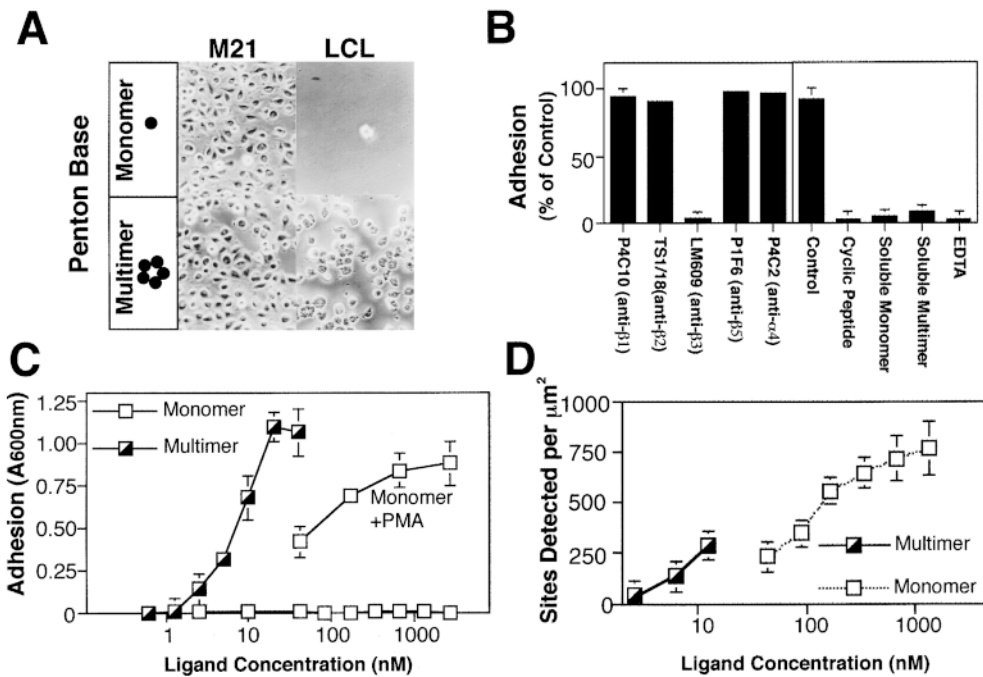 A
M21
LCL
Penton Base
Monomer
Multimer
B
Adhesion
(% of Control)
100
50
0
P4C10 (anti-β1)
TS1/18(anti-β2)
LM609 (anti-β3)
P1F6 (anti-β5)
P4C2 (anti-α4)
Control
Cyclic Peptide
Soluble Monomer
Soluble Multimer
EDTA
C
Adhesion (A600nm)
1.25
1.00
0.75
0.50
0.25
0
Monomer
Multimer
Monomer
+PMA
1
10
100
1000
Ligand Concentration (nM)
D
Sites Detected per μm²
1000
750
500
250
0
Multimer
Monomer
10
100
1000
Ligand Concentration (nM)